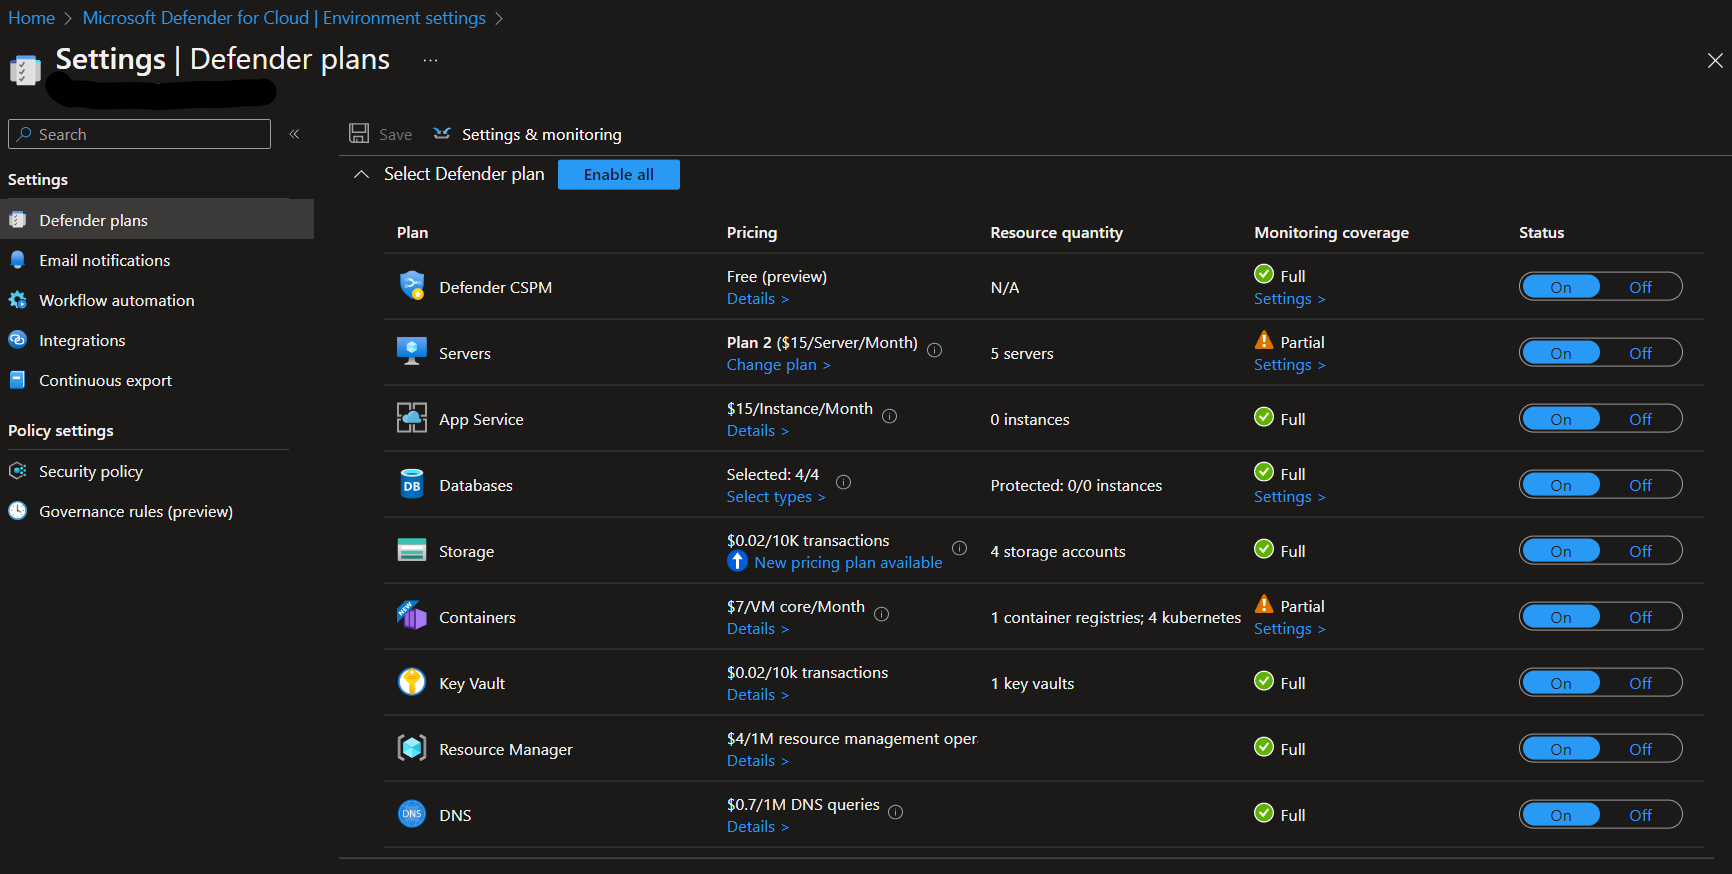 Home > Microsoft Defender for Cloud | Environment settings >
Settings | Defender plans ...
Search «
Save Settings & monitoring
Select Defender plan Enable all
Settings
Defender plans
Email notifications
Workflow automation
Integrations
Continuous export
Policy settings
Security policy
Governance rules (preview)
Plan Pricing Resource quantity Monitoring coverage Status
Defender CSPM Free (preview) N/A Full On Off
Details > Settings >
Servers Plan 2 ($15/Server/Month) 5 servers Partial On Off
Change plan > Settings >
App Service $15/Instance/Month 0 instances Full On Off
Details >
DB Databases Selected: 4/4 Protected: 0/0 instances Full On Off
Select types > Settings >
Storage $0.02/10K transactions 4 storage accounts Full On Off
New pricing plan available
NEW Containers $7/VM core/Month 1 container registries; 4 kubernetes Partial On Off
Details > Settings >
Key Vault $0.02/10k transactions 1 key vaults Full On Off
Details >
Resource Manager $4/1M resource management oper Full On Off
Details >
DNS DNS $0.7/1M DNS queries Full On Off
Details >